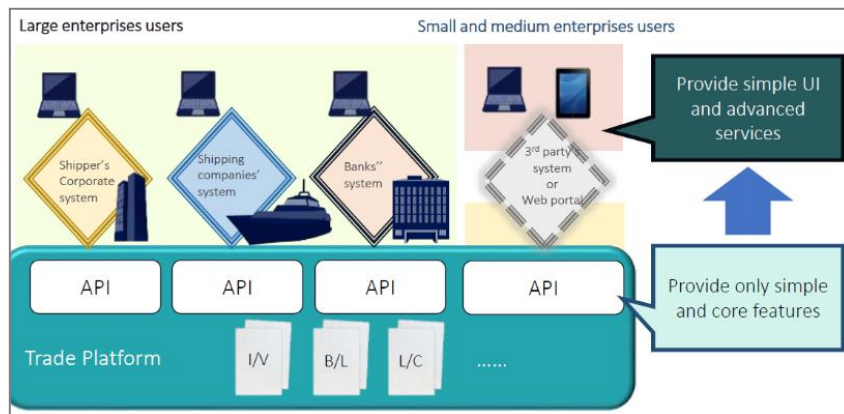 Large enterprises users
Small and medium enterprises users
Shipper's
Corporate
system
Shipping
companies'
system
Banks''
system
3rd party
system
or
Web portal
Provide simple UI
and advanced
services
API
API
API
API
Provide only simple
and core features
Trade Platform
I/V
B/L
L/C
......